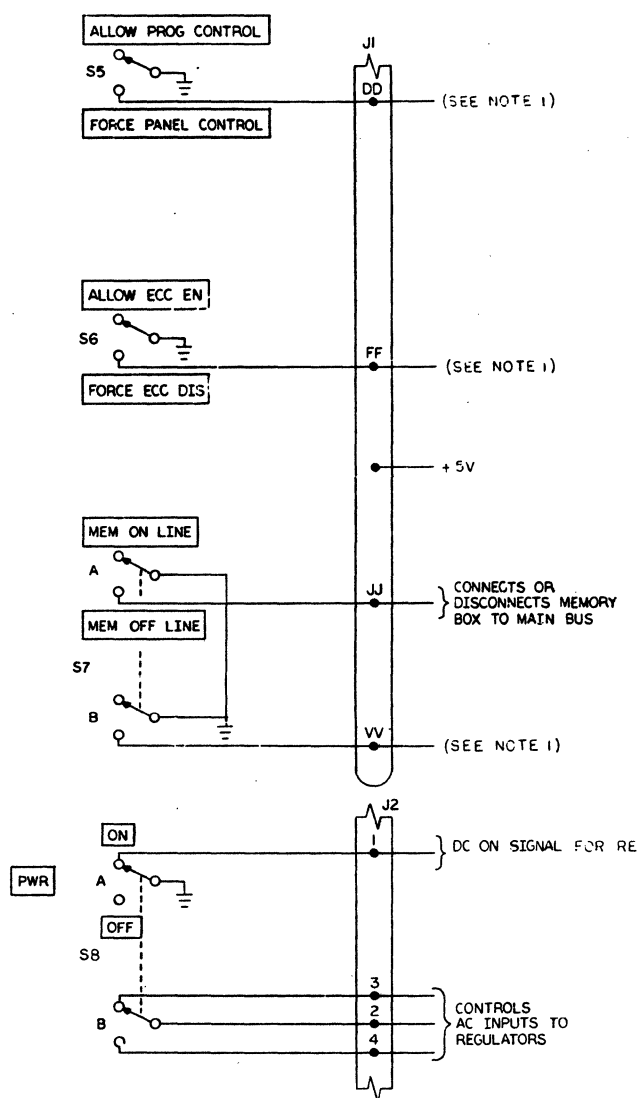 ALLOW PROG CONTROL
J1
S5
DD
(SEE NOTE 1)
FORCE PANEL CONTROL
ALLOW ECC EN
S6
FF
(SEE NOTE 1)
FORCE ECC DIS
+5V
MEM ON LINE
A
JJ
CONNECTS OR
DISCONNECTS MEMORY
BOX TO MAIN BUS
MEM OFF LINE
S7
B
VV
(SEE NOTE 1)
J2
ON
1
DC ON SIGNAL FOR RE
PWR
A
OFF
S8
3
B
2
4
CONTROLS
AC INPUTS TO
REGULATORS